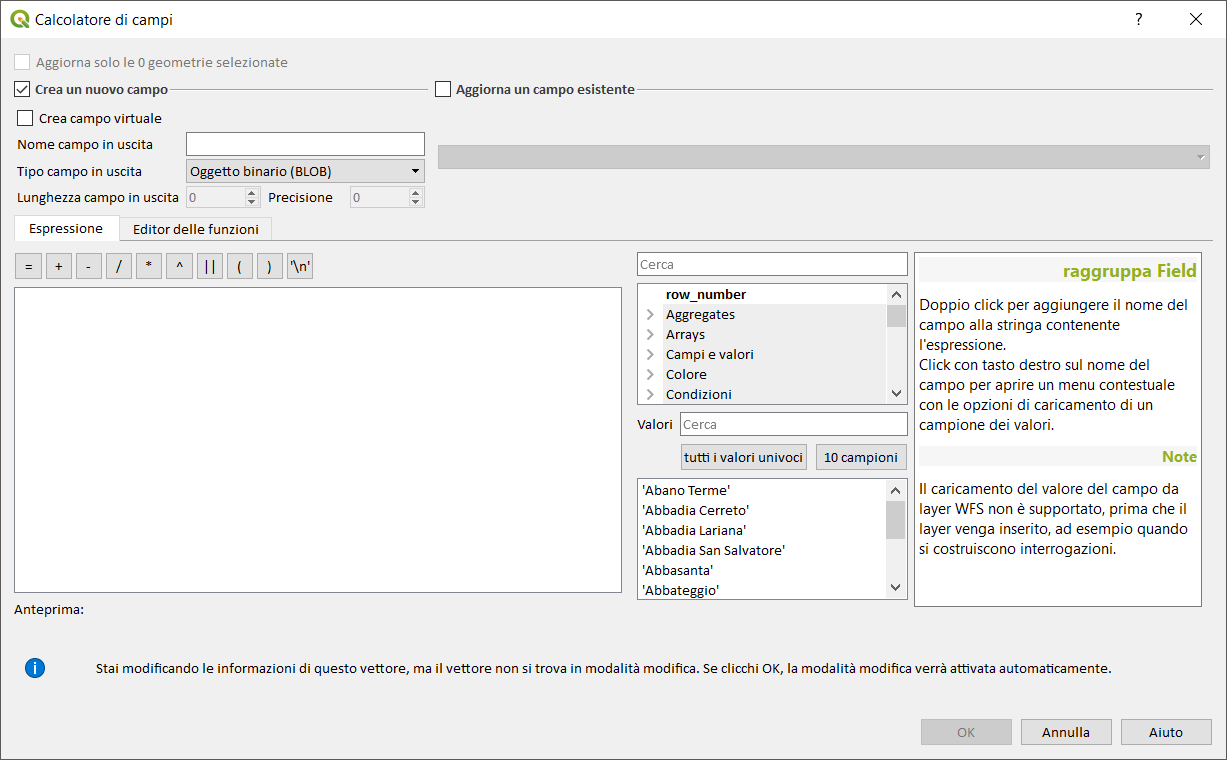 Calcolatore di campi
?
Aggiorna solo le 0 geometrie selezionate
Crea un nuovo campo
Aggiorna un campo esistente
Crea campo virtuale
Nome campo in uscita
Tipo campo in uscita
Oggetto binario (BLOB)
Lunghezza campo in uscita
0
Precisione
0
Espressione
Editor delle funzioni
= + - / * ^ || ( ) '\n'
Cerca
row_number
Aggregates
Arrays
Campi e valori
Colore
Condizioni
Valori
Cerca
tutti i valori univoci
10 campioni
'Abano Terme'
'Abbadia Cerreto'
'Abbadia Lariana'
'Abbadia San Salvatore'
'Abbasanta'
'Abbateggio'
raggruppa Field
Doppio click per aggiungere il nome del
campo alla stringa contenente
l'espressione.
Click con tasto destro sul nome del
campo per aprire un menu contestuale
con le opzioni di caricamento di un
campione dei valori.
Note
Il caricamento del valore del campo da
layer WFS non è supportato, prima che il
layer venga inserito, ad esempio quando
si costruiscono interrogazioni.
Anteprima:
i
Stai modificando le informazioni di questo vettore, ma il vettore non si trova in modalità modifica. Se clicchi OK, la modalità modifica verrà attivata automaticamente.
OK
Annulla
Aiuto